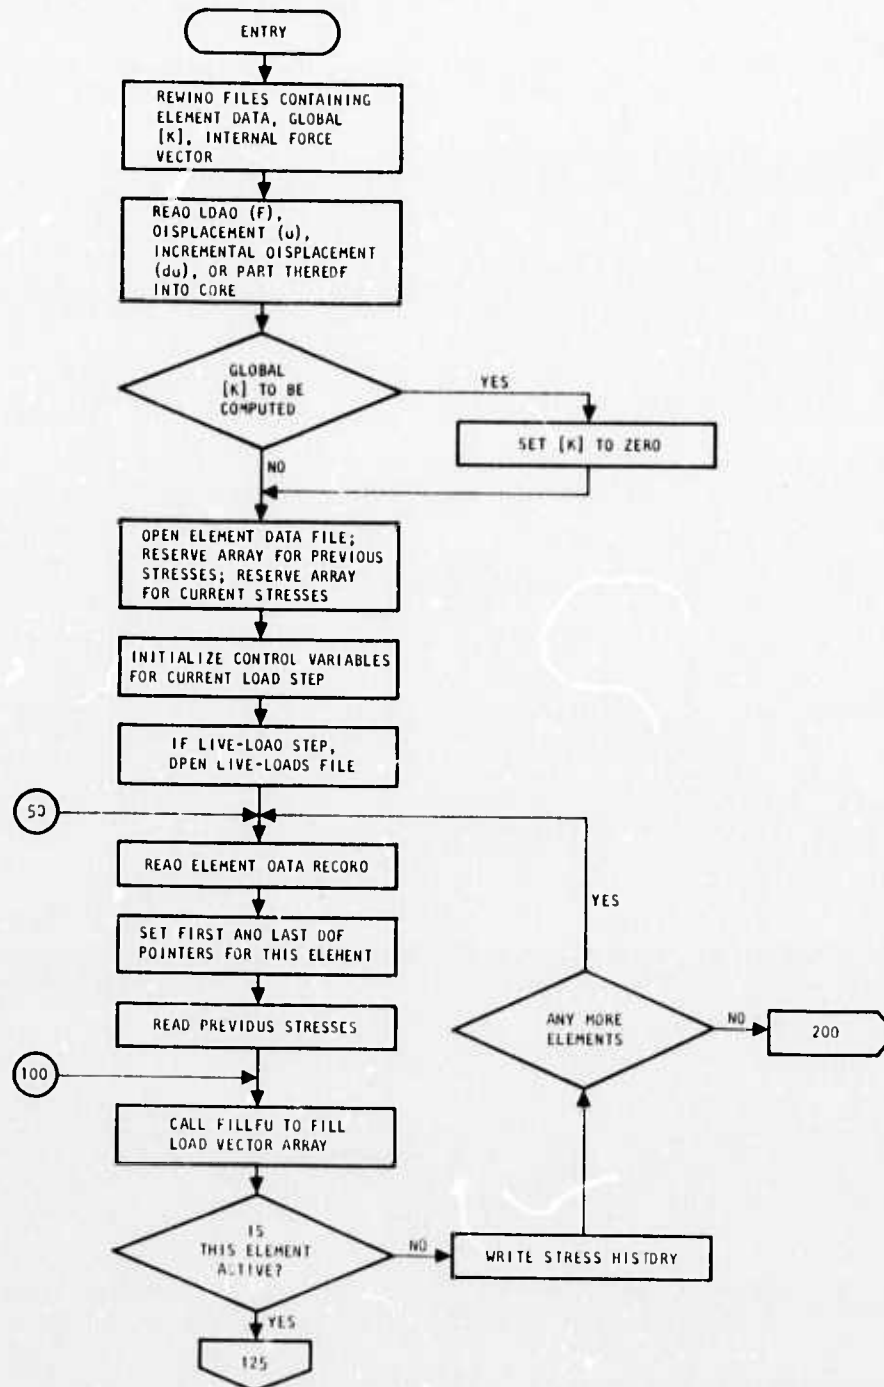 ENTRY
REWINO FILES CONTAINING
ELEMENT DATA, GLOBAL
[K], INTERNAL FORCE
VECTOR
REAO LDAO (F),
OISPLACEMENT (u),
INCREMENTAL OISPLACEMENT
(du), OR PART THEREDF
INTO CORE
GLOBAL
[K] TO BE
COMPUTED
YES
SET [K] TO ZERO
NO
OPEN ELEMENT DATA FILE;
RESERVE ARRAY FOR PREVIOUS
STRESSES; RESERVE ARRAY
FOR CURRENT STRESSES
INITIALIZE CONTROL VARIABLES
FOR CURRENT LOAD STEP
IF LIVE-LOAO STEP,
OPEN LIVE-LOADS FILE
50
REAO ELEMENT OATA RECORO
YES
SET FIRST AND LAST DOF
POINTERS FOR THIS ELEMENT
READ PREVIDUS STRESSES
ANY MORE
ELEMENTS
NO
200
100
CALL FILLFU TO FILL
LOAD VECTOR ARRAY
IS
THIS ELEMENT
ACTIVE?
NO
WRITE STRESS HISTDRY
YES
125